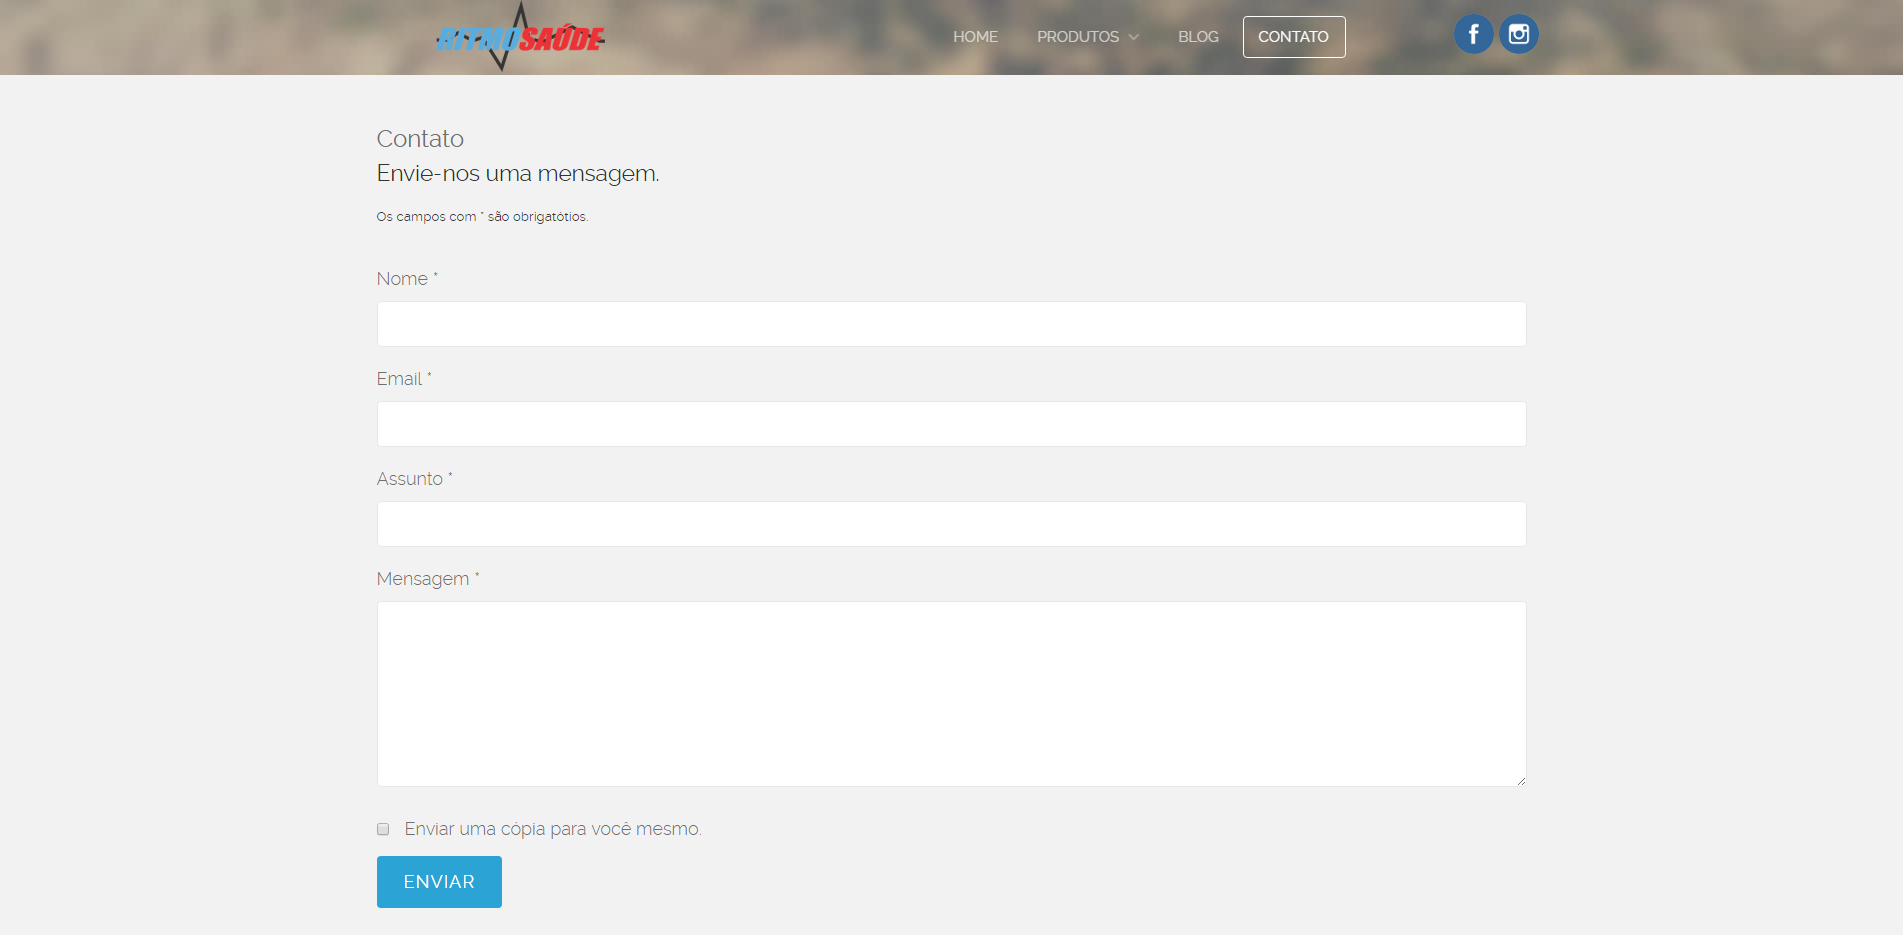 RITMOSAÚDE
HOME PRODUTOS BLOG CONTATO
Contato
Envie-nos uma mensagem.
Os campos com * são obrigatótios.
Nome *
Email *
Assunto *
Mensagem *
Enviar uma cópia para você mesmo.
ENVIAR